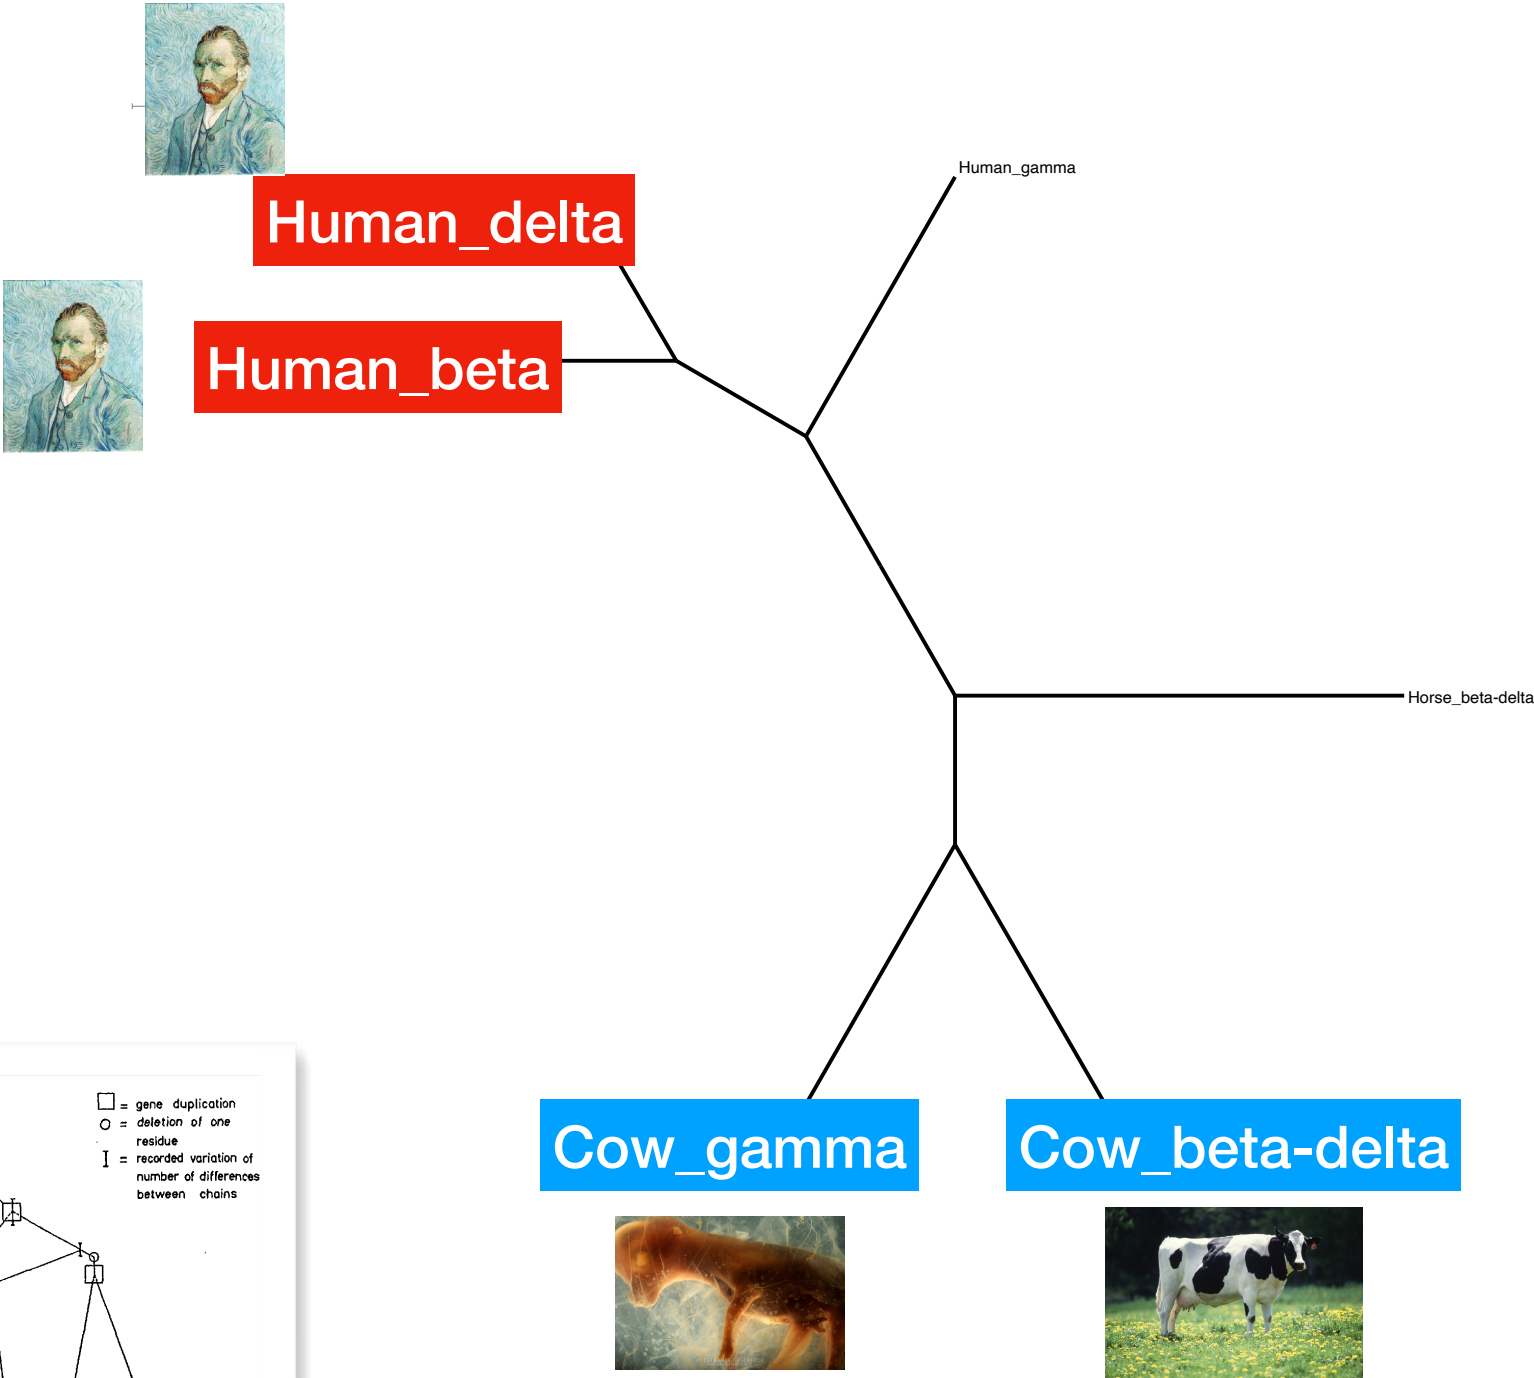 Human_gamma
Human_delta
Human_beta
Horse_beta-delta
= gene duplication
= deletion of one
residue
= recorded variation of
number of differences
between chains
Cow_gamma
Cow_beta-delta